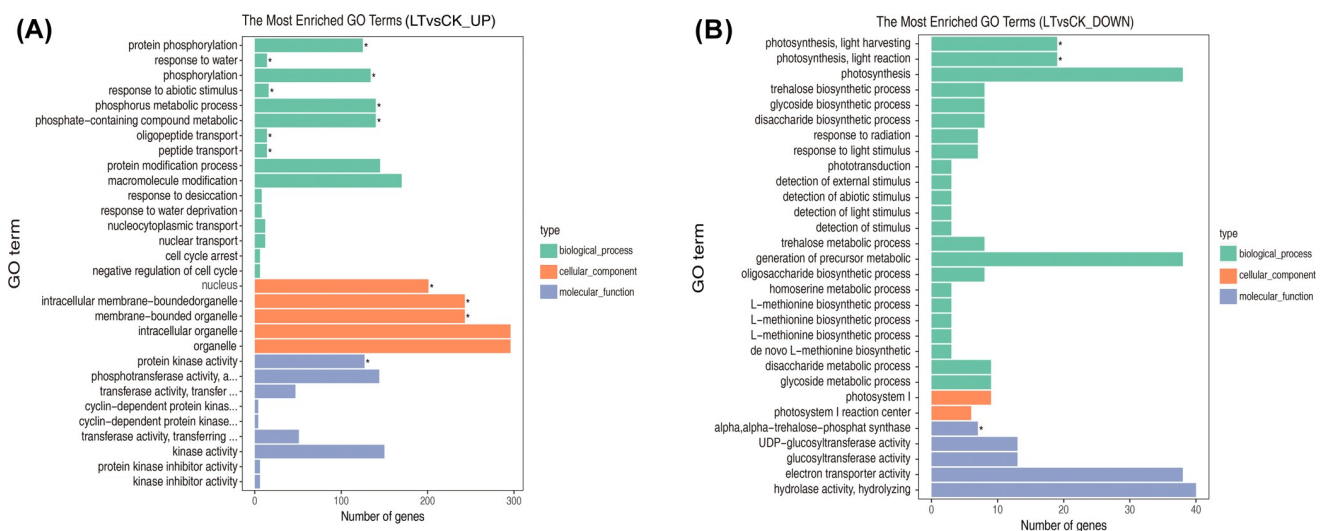 (A)
The Most Enriched GO Terms (LTvsCK_UP)
GO term
protein phosphorylation
*
response to water
*
phosphorylation
*
response to abiotic stimulus
*
phosphorus metabolic process
*
phosphate-containing compound metabolic
*
oligopeptide transport
*
peptide transport
*
protein modification process
macromolecule modification
response to desiccation
response to water deprivation
nucleocytoplasmic transport
nuclear transport
cell cycle arrest
negative regulation of cell cycle
nucleus
*
intracellular membrane-boundedorganelle
*
membrane-bounded organelle
*
intracellular organelle
organelle
protein kinase activity
*
phosphotransferase activity, a...
transferase activity, transfer ...
cyclin-dependent protein kinas...
cyclin-dependent protein kinase...
transferase activity, transferring ...
kinase activity
protein kinase inhibitor activity
kinase inhibitor activity
0 100 200 300
Number of genes
type
biological_process
cellular_component
molecular_function
(B)
The Most Enriched GO Terms (LTvsCK_DOWN)
GO term
photosynthesis, light harvesting
*
photosynthesis, light reaction
*
photosynthesis
trehalose biosynthetic process
glycoside biosynthetic process
disaccharide biosynthetic process
response to radiation
response to light stimulus
phototransduction
detection of external stimulus
detection of abiotic stimulus
detection of light stimulus
detection of stimulus
trehalose metabolic process
generation of precursor metabolic
oligosaccharide biosynthetic process
homoserine metabolic process
L-methionine biosynthetic process
L-methionine biosynthetic process
L-methionine biosynthetic process
de novo L-methionine biosynthetic
disaccharide metabolic process
glycoside metabolic process
photosystem I
photosystem I reaction center
alpha,alpha-trehalose-phosphat synthase
*
UDP-glucosyltransferase activity
glucosyltransferase activity
electron transporter activity
hydrolase activity, hydrolyzing
0 10 20 30 40
Number of genes
type
biological_process
cellular_component
molecular_function